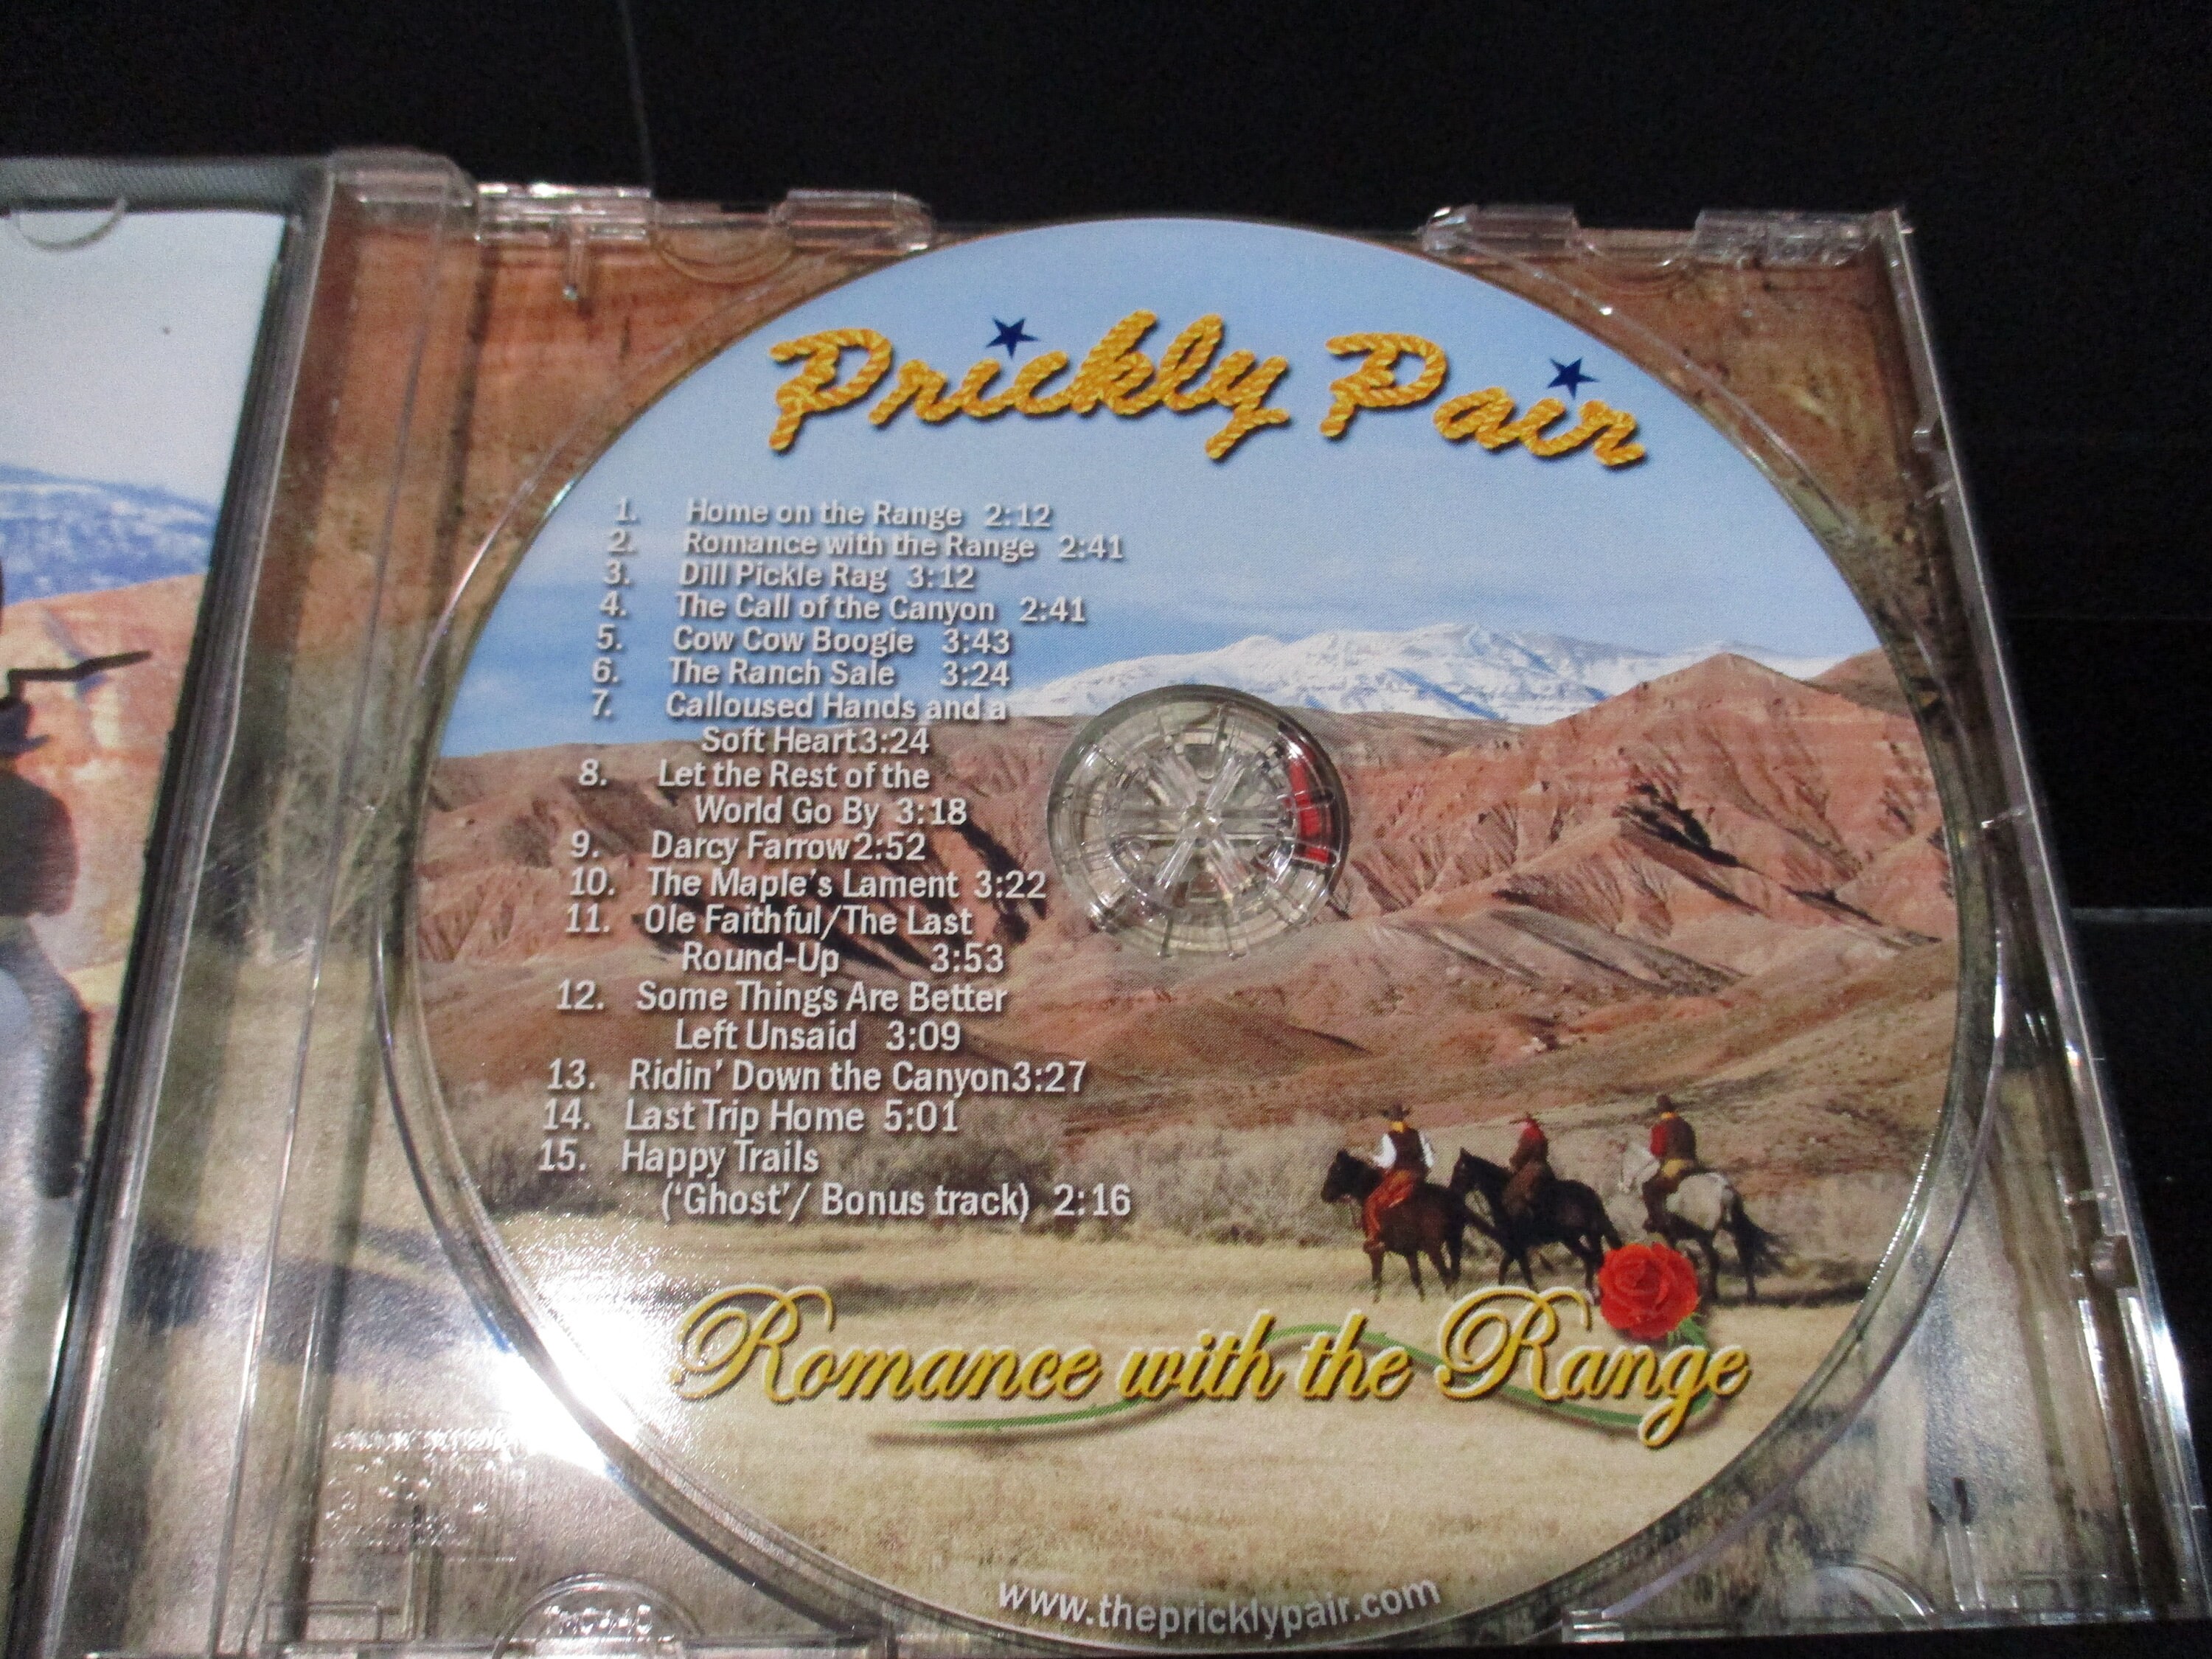 Prickly Pair
1. Home on the Range 2:12
2. Romance with the Range 2:41
3. Dill Pickle Rag 3:12
4. The Call of the Canyon 2:41
5. Cow Cow Boogie 3:43
6. The Ranch Sale 3:24
7. Calloused Hands and a
Soft Heart3:24
8. Let the Rest of the
World Go By 3:18
9. Darcy Farrow2:52
10. The Maple's Lament 3:22
11. Ole Faithful/The Last
Round-Up 3:53
12. Some Things Are Better
Left Unsaid 3:09
13. Ridin' Down the Canyon3:27
14. Last Trip Home 5:01
15. Happy Trails
('Ghost'/ Bonus track) 2:16
Romance with the Range
www.thepricklypair.com